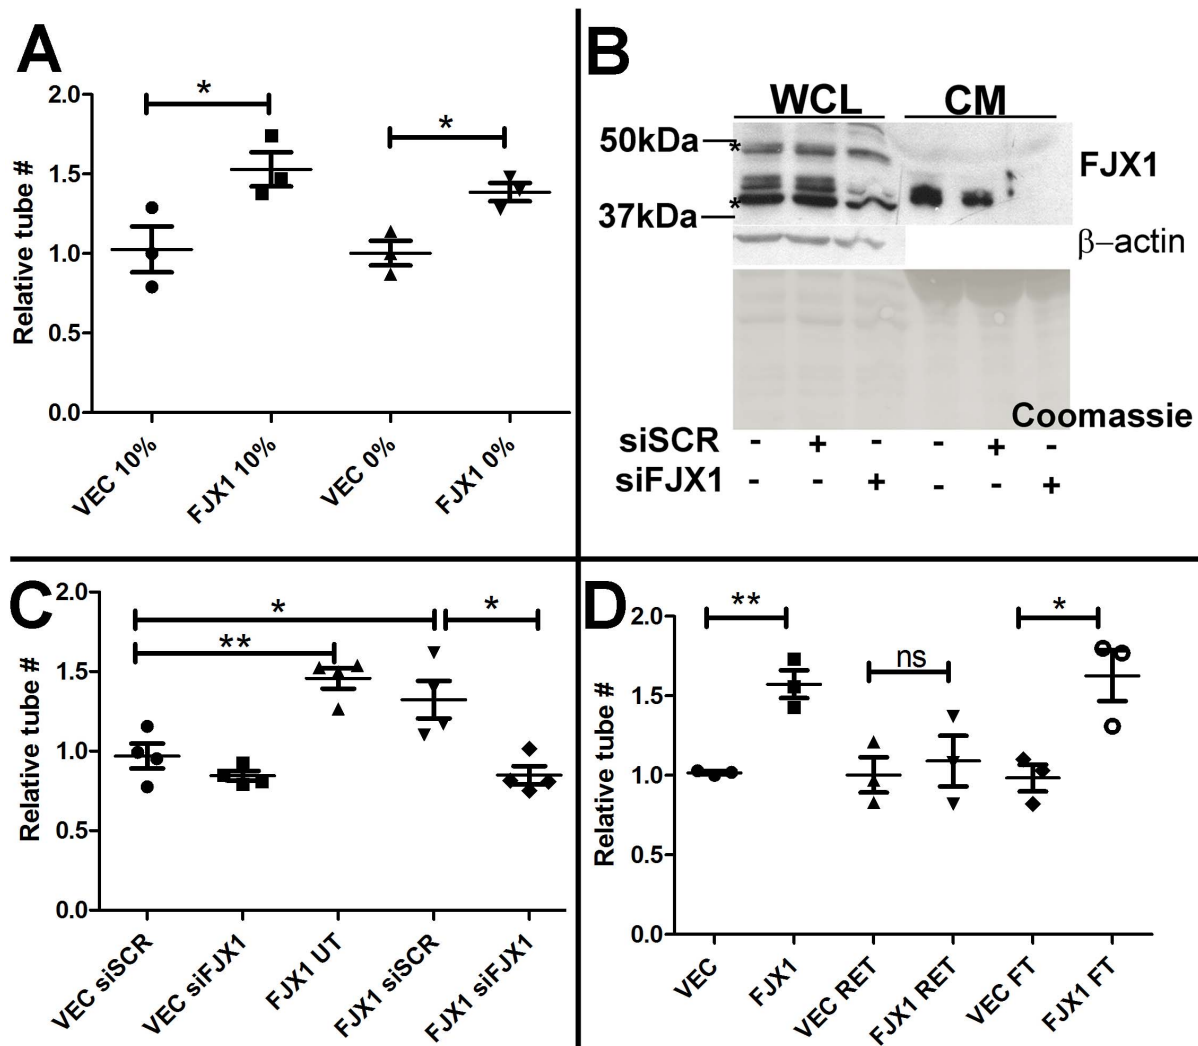 A
2.0
1.5
1.0
0.5
0.0
Relative tube #
*
*
VEC 10%
FJX1 10%
VEC 0%
FJX1 0%
B
WCL CM
50kDa
*
37kDa
*
FJX1
β–actin
Coomassie
siSCR - + - - + -
siFJX1 - - + - - +
C
2.0
1.5
1.0
0.5
0.0
Relative tube #
* *
**
VEC siSCR
VEC siFJX1
FJX1 UT
FJX1 siSCR
FJX1 siFJX1
D
2.0
1.5
1.0
0.5
0.0
Relative tube #
** *
ns
VEC
FJX1
VEC RET
FJX1 RET
VEC FT
FJX1 FT